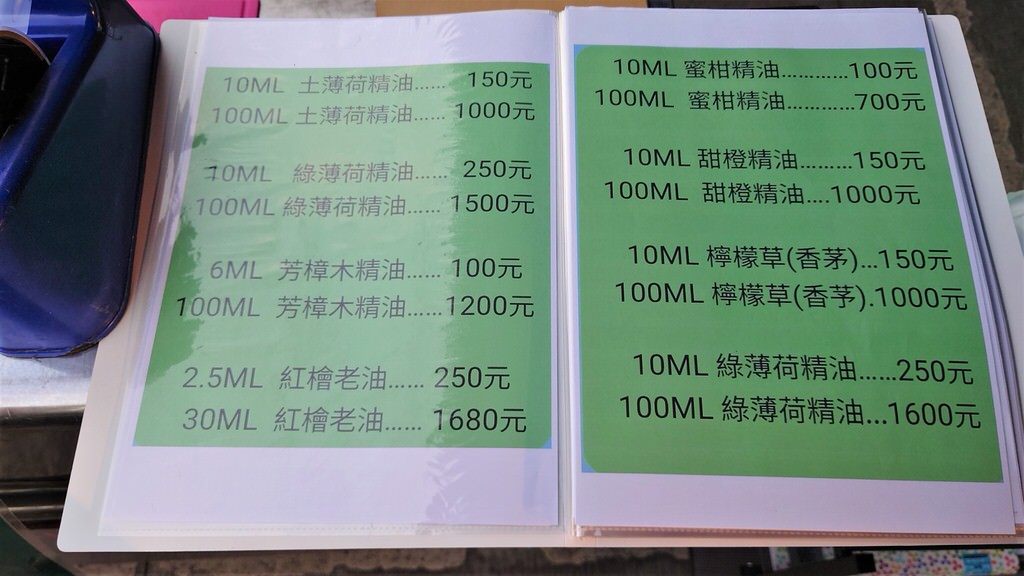 10ML 土薄荷精油...... 150元
100ML 土薄荷精油...... 1000元
10ML 綠薄荷精油...... 250元
100ML 綠薄荷精油...... 1500元
6ML 芳樟木精油...... 100元
100ML 芳樟木精油......1200元
2.5ML 紅檜老油...... 250元
30ML 紅檜老油...... 1680元
10ML 蜜柑精油............100元
100ML 蜜柑精油............700元
10ML 甜橙精油.........150元
100ML 甜橙精油....1000元
10ML 檸檬草(香茅)...150元
100ML 檸檬草(香茅).1000元
10ML 綠薄荷精油......250元
100ML 綠薄荷精油...1600元